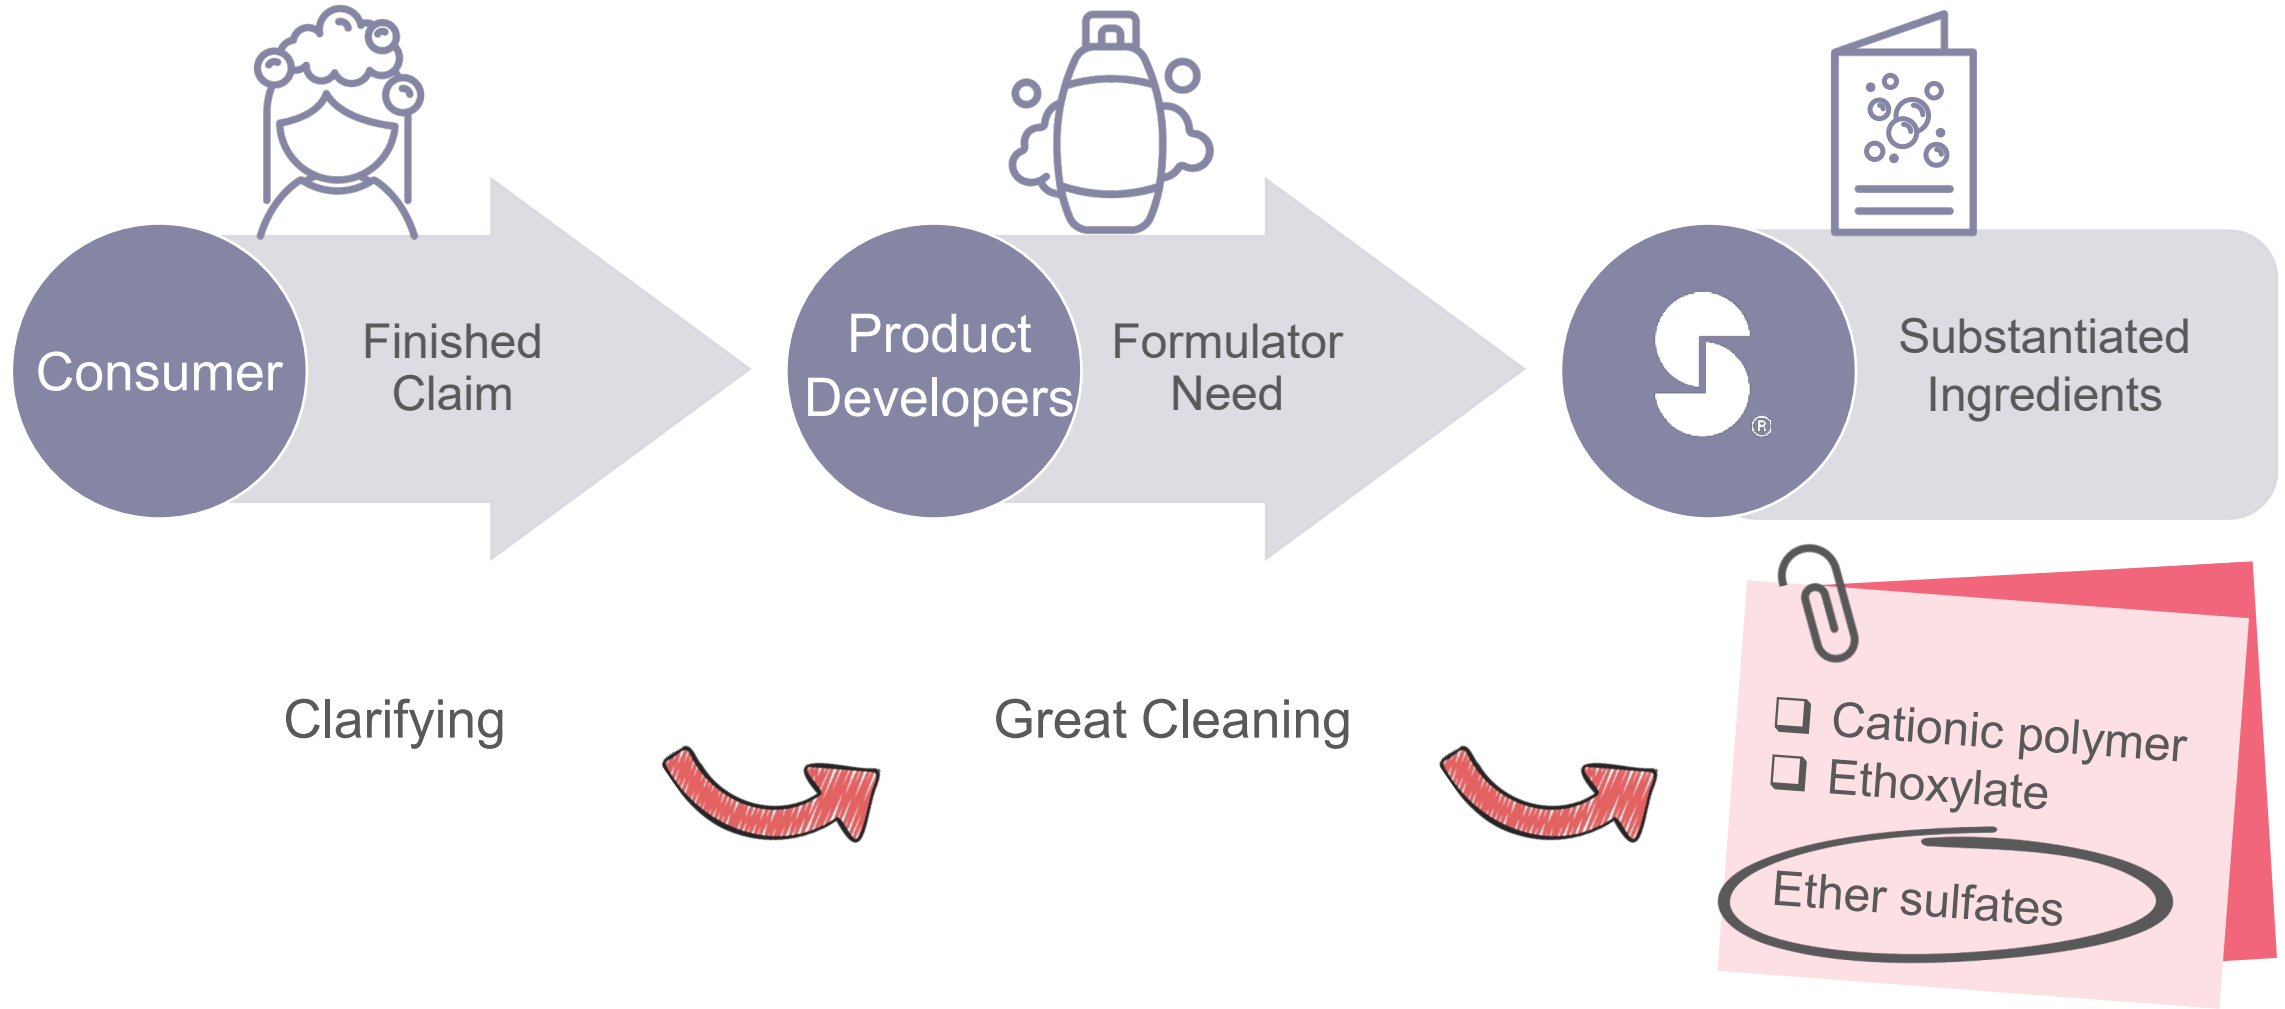 Consumer
Finished
Claim
Product
Developers
Formulator
Need
®
Substantiated
Ingredients
Clarifying
Great Cleaning
❑ Cationic polymer
❑ Ethoxylate
Ether sulfates